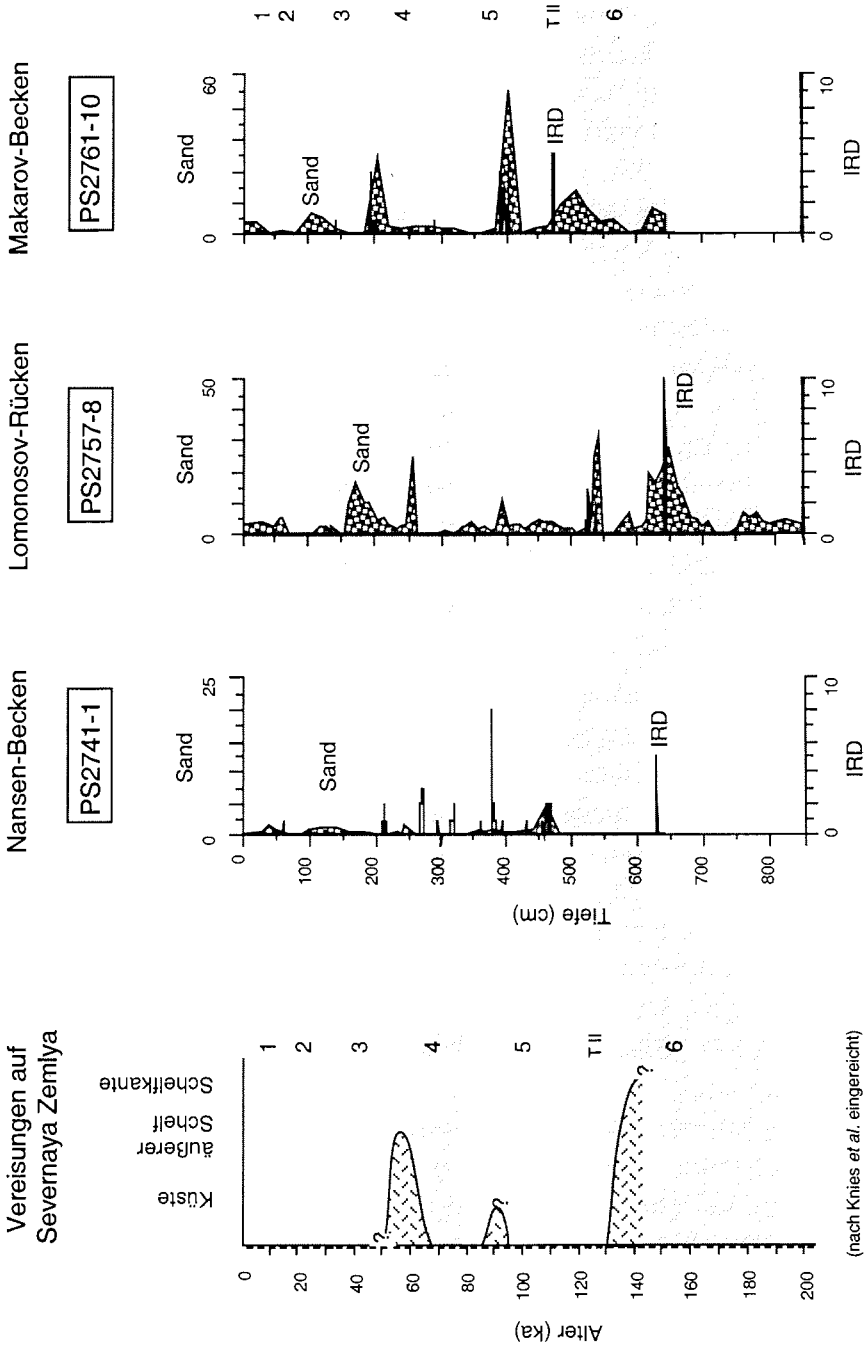 Vereisungen auf
Severnaya Zemlya
Küste
äußerer
Schelf
Schelfkante
Alter (ka)
0
20
40
60
80
100
120
140
160
180
200
?
?
?
1
2
3
4
5
T II
6
(nach Knies et al. eingereicht)
Nansen-Becken
PS2741-1
Sand
0
25
Sand
Tiefe (cm)
0
100
200
300
400
500
600
700
800
IRD
0
10
IRD
Lomonosov-Rücken
PS2757-8
Sand
0
50
Sand
IRD
0
10
IRD
Makarov-Becken
PS2761-10
Sand
0
60
Sand
IRD
0
10
IRD
1
2
3
4
5
T II
6